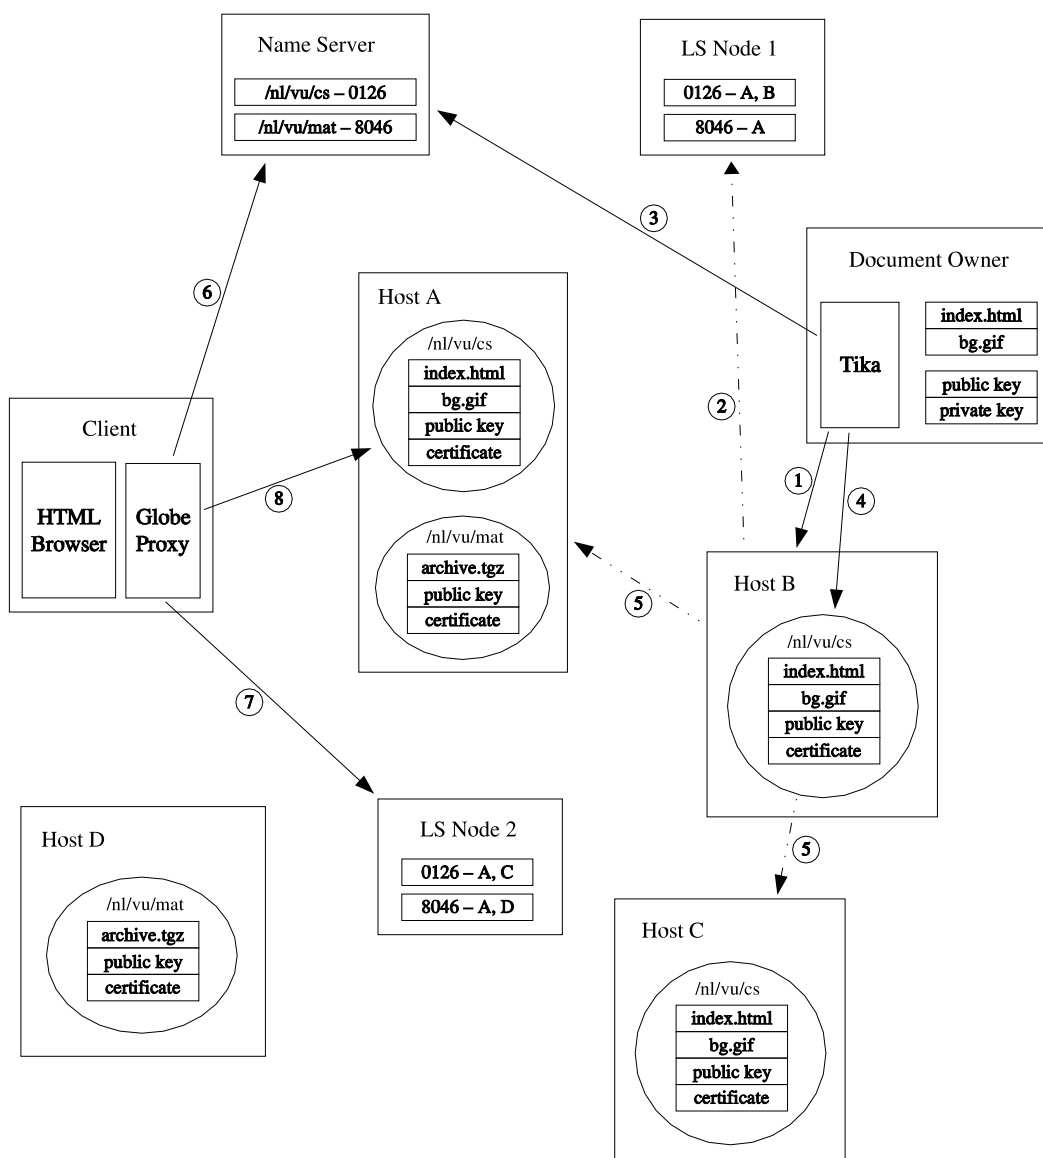 Name Server
/nl/vu/cs – 0126
/nl/vu/mat – 8046
LS Node 1
0126 – A, B
8046 – A
3
Document Owner
Tika
index.html
bg.gif
public key
private key
6
Host A
/nl/vu/cs
index.html
bg.gif
public key
certificate
/nl/vu/mat
archive.tgz
public key
certificate
2
1
4
Client
HTML
Browser
Globe
Proxy
8
5
Host B
/nl/vu/cs
index.html
bg.gif
public key
certificate
7
Host D
/nl/vu/mat
archive.tgz
public key
certificate
LS Node 2
0126 – A, C
8046 – A, D
5
Host C
/nl/vu/cs
index.html
bg.gif
public key
certificate